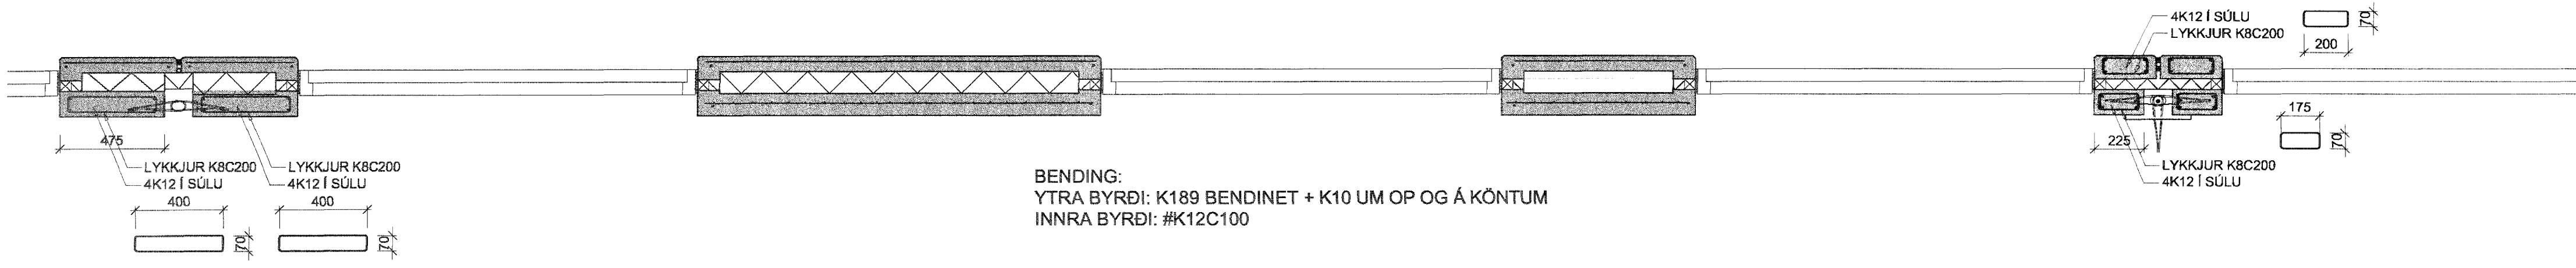 4K12 Í SÚLU
LYKKJUR K8C200
70
200
475
LYKKJUR K8C200
4K12 Í SÚLU
LYKKJUR K8C200
4K12 Í SÚLU
400
400
70
70
BENDING:
YTRA BYRÐI: K189 BENDINET + K10 UM OP OG Á KÖNTUM
INNRA BYRÐI: #K12C100
175
70
225
LYKKJUR K8C200
4K12 Í SÚLU